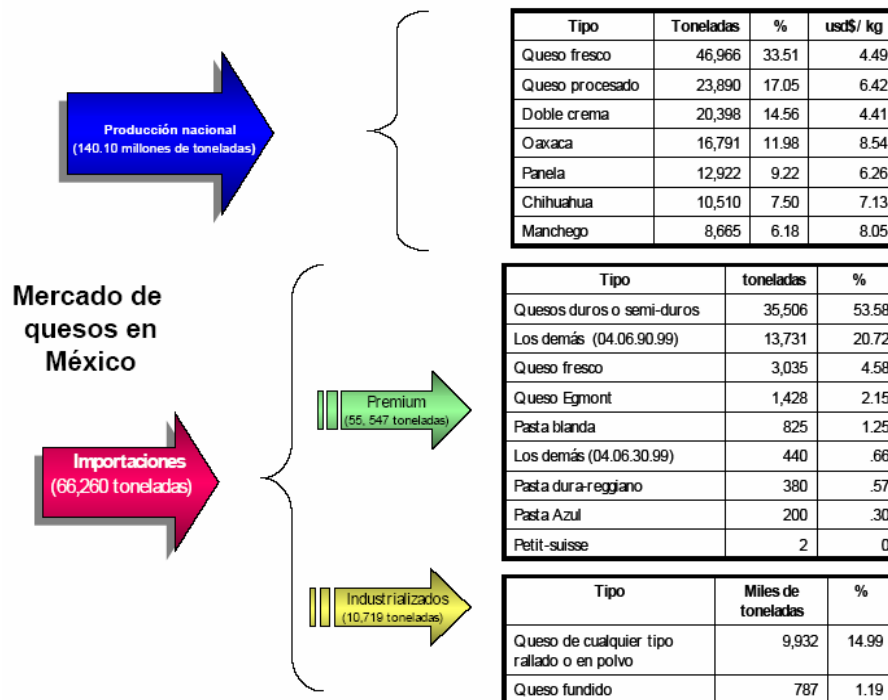 Tipo Toneladas % usd$/ kg
Queso fresco 46,966 33.51 4.49
Queso procesado 23,890 17.05 6.42
Doble crema 20,398 14.56 4.41
Oaxaca 16,791 11.98 8.54
Panela 12,922 9.22 6.26
Chihuahua 10,510 7.50 7.13
Manchego 8,665 6.18 8.05
Producción nacional
(140.10 millones de toneladas)
Mercado de
quesos en
México
Importaciones
(66,260 toneladas)
Premium
(55, 547 toneladas)
Tipo toneladas %
Quesos duros o semi-duros 35,506 53.58
Los demás (04.06.90.99) 13,731 20.72
Queso fresco 3,035 4.58
Queso Egmont 1,428 2.15
Pasta blanda 825 1.25
Los demás (04.06.30.99) 440 .66
Pasta dura-reggiano 380 .57
Pasta Azul 200 .30
Petit-suisse 2 0
Industrializados
(10,719 toneladas)
Tipo Miles de %
toneladas
Queso de cualquier tipo 9,932 14.99
rallado o en polvo
Queso fundido 787 1.19